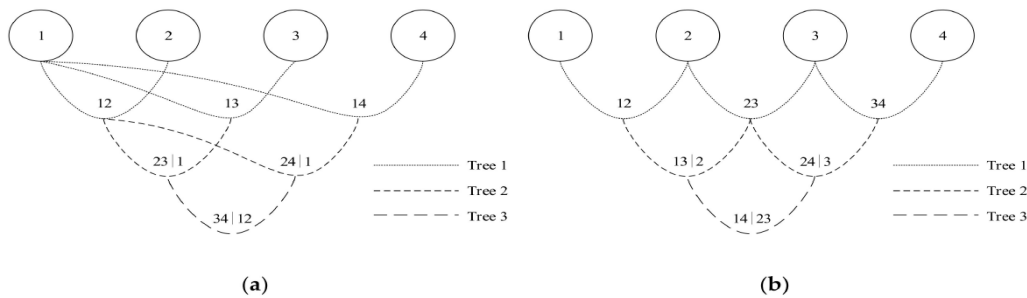 1 2 3 4
12 13 14
23|1 24|1
34|12
Tree 1
Tree 2
Tree 3
(a)
1 2 3 4
12 23 34
13|2 24|3
14|23
Tree 1
Tree 2
Tree 3
(b)